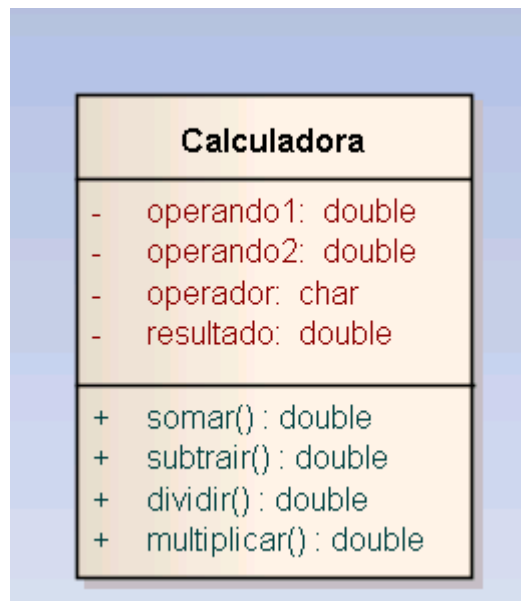 Calculadora
- operando1: double
- operando2: double
- operador: char
- resultado: double
+ somar() : double
+ subtrair() : double
+ dividir() : double
+ multiplicar() : double